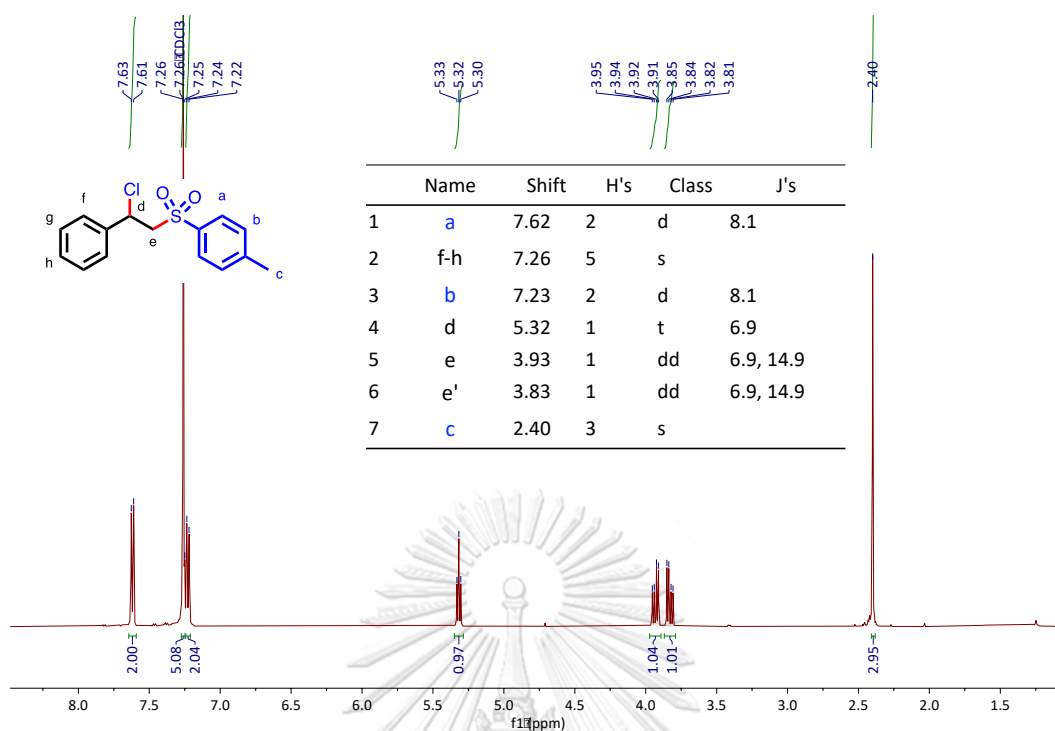 7.63
7.61
7.26
7.26 CDCl3
7.25
7.24
7.22
5.33
5.32
5.30
3.95
3.94
3.92
3.91
3.85
3.84
3.82
3.81
2.40
Cl
d
O O
S
a
b
c
e
f
g
h
Name Shift H's Class J's
1 a 7.62 2 d 8.1
2 f-h 7.26 5 s
3 b 7.23 2 d 8.1
4 d 5.32 1 t 6.9
5 e 3.93 1 dd 6.9, 14.9
6 e' 3.83 1 dd 6.9, 14.9
7 c 2.40 3 s
2.00
5.08
2.04
0.97
1.04
1.01
2.95
8.0 7.5 7.0 6.5 6.0 5.5 5.0 4.5 4.0 3.5 3.0 2.5 2.0 1.5
f1 (ppm)